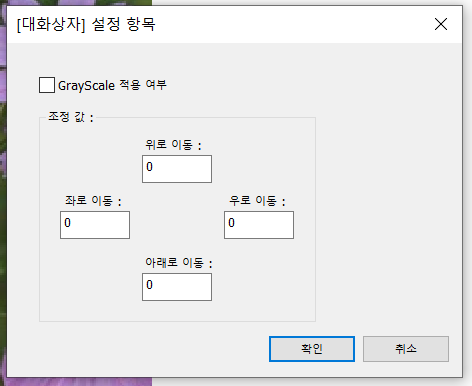 [대화상자] 설정 항목
GrayScale 적용 여부
조정 값 :
위로 이동 :
0
좌로 이동 :
우로 이동 :
0
0
아래로 이동 :
0
확인
취소